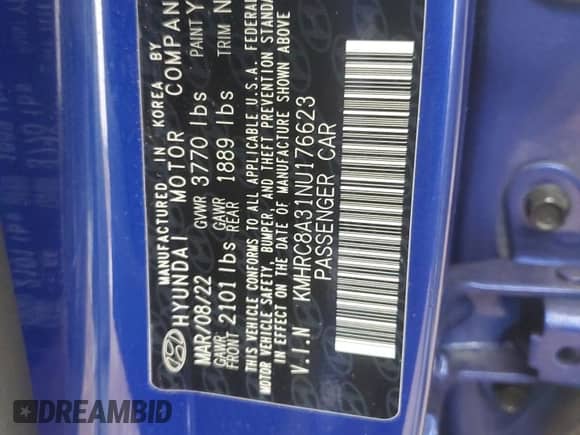 MANUFACTURED IN KOREA BY
HYUNDAI MOTOR COMPAN
MAR/08/22 GVWR 3770 lbs PAINT Y
GAWR FRONT 2101 lbs GAWR REAR 1889 lbs TRIM N
THIS VEHICLE CONFORMS TO ALL APPLICABLE U.S.A. FEDERAL
MOTOR VEHICLE SAFETY, BUMPER, AND THEFT PREVENTION STANDA
IN EFFECT ON THE DATE OF MANUFACTURE SHOWN ABOVE
V.I.N KMHRC8A31NU176623
PASSENGER CAR
DREAMBID